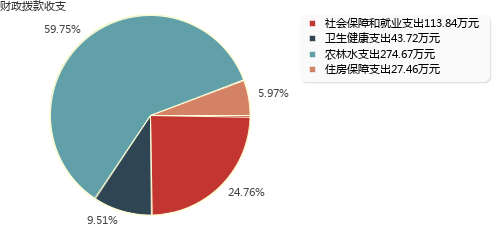 财政拨款收支
59.75%
5.97%
24.76%
9.51%
社会保障和就业支出113.84万元
卫生健康支出43.72万元
农林水支出274.67万元
住房保障支出27.46万元